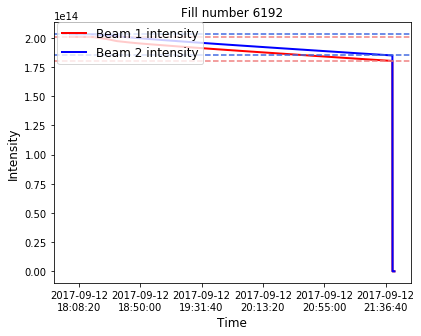 Fill number 6192
1e14
Beam 1 intensity
Beam 2 intensity
2.00
1.75
1.50
1.25
1.00
0.75
0.50
0.25
0.00
Intensity
2017-09-12 2017-09-12 2017-09-12 2017-09-12 2017-09-12 2017-09-12
18:08:20 18:50:00 19:31:40 20:13:20 20:55:00 21:36:40
Time